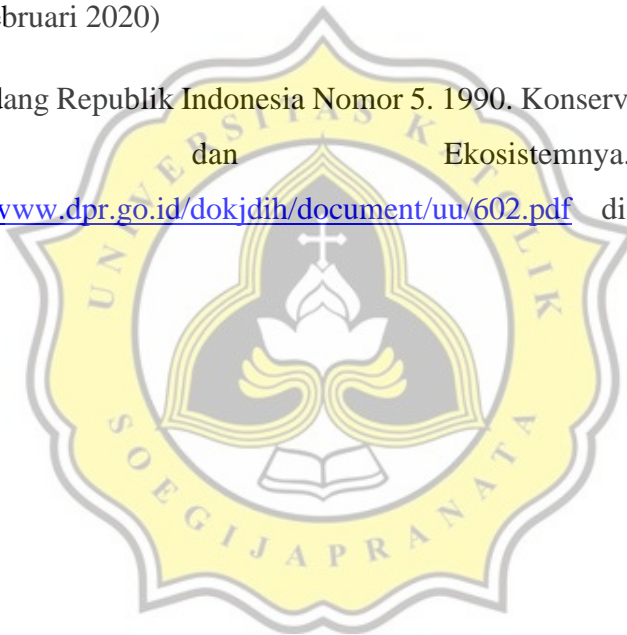 ebruari 2020)
dang Republik Indonesia Nomor 5. 1990. Konserv
dan Ekosistemnya.
www.dpr.go.id/dokjdih/document/uu/602.pdf di
UNIVERSITAS KATOLIK
SOEGIJAPRANATA